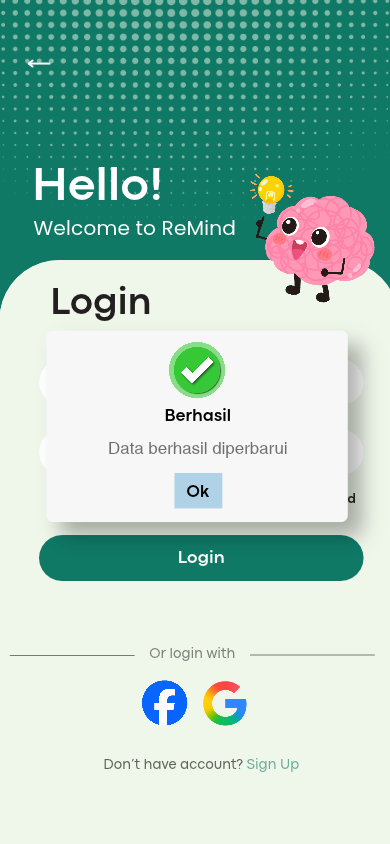 Hello!
Welcome to ReMind
Login
Berhasil
Data berhasil diperbarui
Ok
Login
Or login with
Don't have account? Sign Up